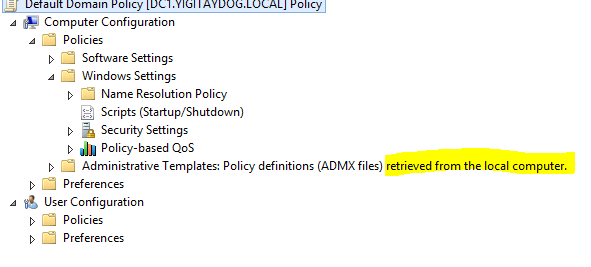 Default Domain Policy [DC1.YIGITAYDOG.LOCAL] Policy
Computer Configuration
Policies
Software Settings
Windows Settings
Name Resolution Policy
Scripts (Startup/Shutdown)
Security Settings
Policy-based QoS
Administrative Templates: Policy definitions (ADMX files) retrieved from the local computer.
Preferences
User Configuration
Policies
Preferences